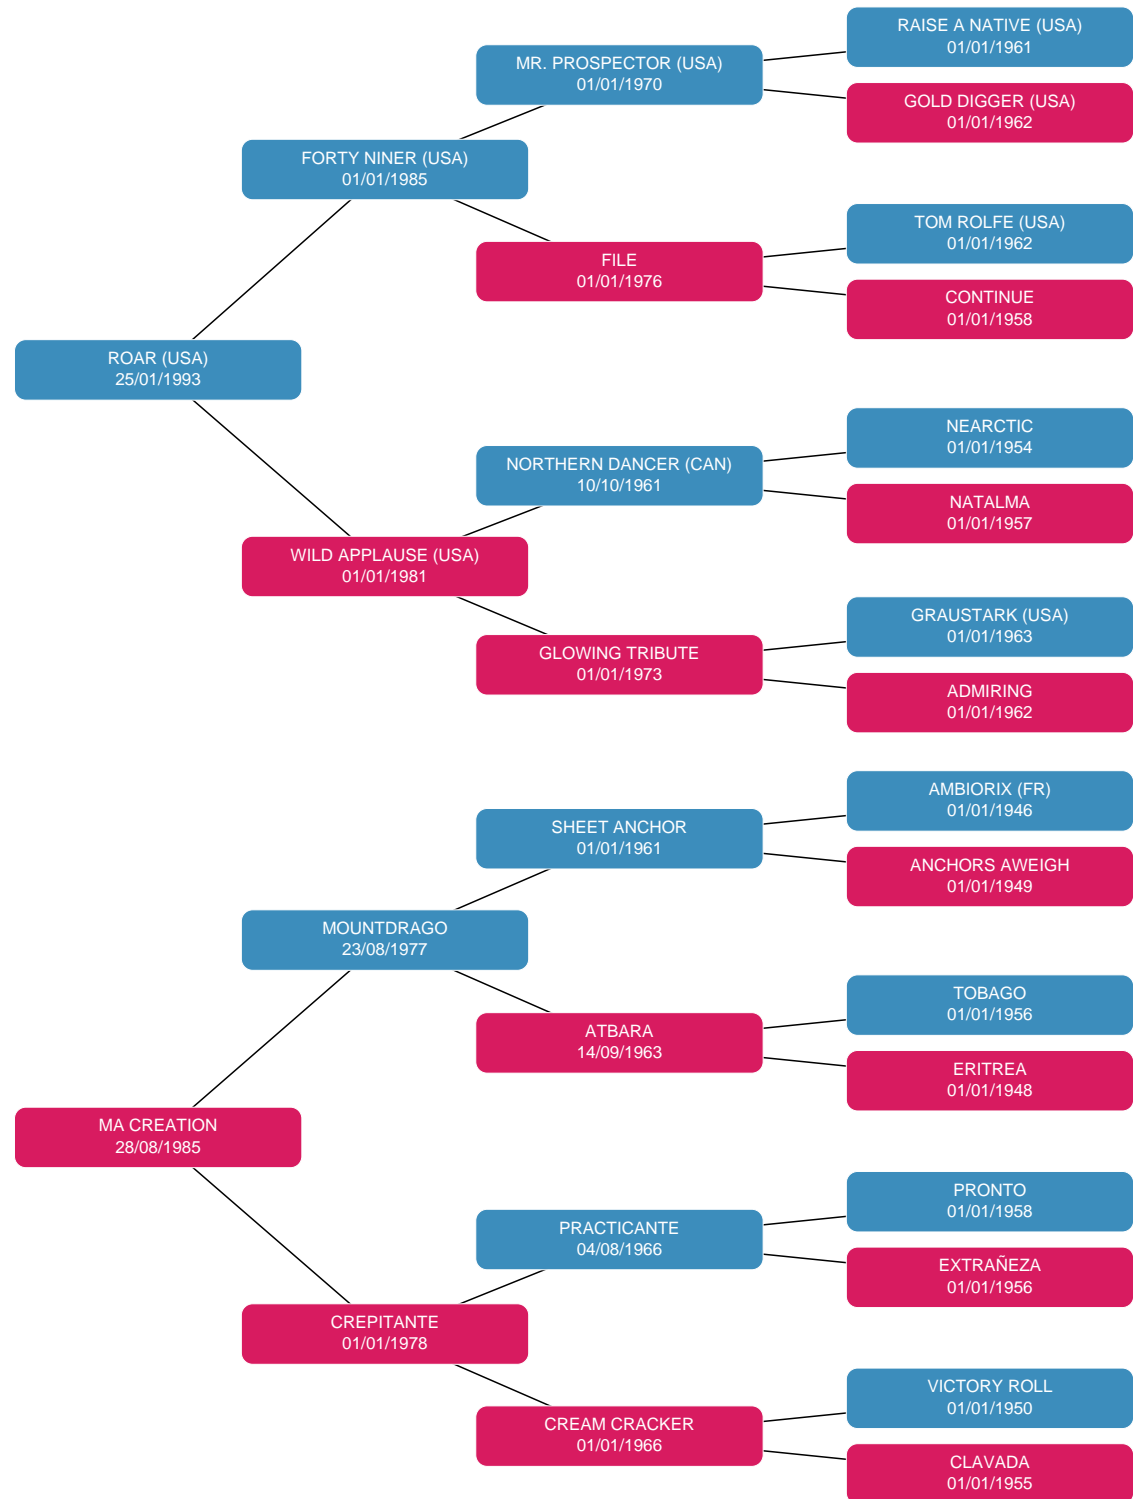 RAISE A NATIVE (USA)
01/01/1961
MR. PROSPECTOR (USA)
01/01/1970
GOLD DIGGER (USA)
01/01/1962
FORTY NINER (USA)
01/01/1985
TOM ROLFE (USA)
01/01/1962
FILE
01/01/1976
CONTINUE
01/01/1958
ROAR (USA)
25/01/1993
NEARCTIC
01/01/1954
NORTHERN DANCER (CAN)
10/10/1961
NATALMA
01/01/1957
WILD APPLAUSE (USA)
01/01/1981
GRAUSTARK (USA)
01/01/1963
GLOWING TRIBUTE
01/01/1973
ADMIRING
01/01/1962
AMBIORIX (FR)
01/01/1946
SHEET ANCHOR
01/01/1961
ANCHORS AWEIGH
01/01/1949
MOUNTDRAGO
23/08/1977
TOBAGO
01/01/1956
ATBARA
14/09/1963
ERITREA
01/01/1948
MA CREATION
28/08/1985
PRONTO
01/01/1958
PRACTICANTE
04/08/1966
EXTRAÑEZA
01/01/1956
CREPITANTE
01/01/1978
VICTORY ROLL
01/01/1950
CREAM CRACKER
01/01/1966
CLAVADA
01/01/1955